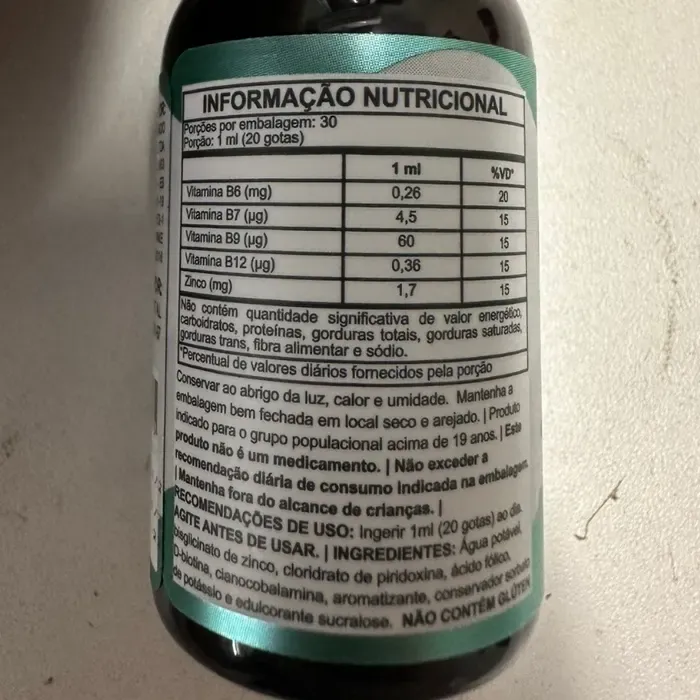 INFORMAÇÃO NUTRICIONAL
Porções por embalagem: 30
Porção: 1 ml (20 gotas)
1 ml %VD*
Vitamina B6 (mg) 0,26 20
Vitamina B7 (µg) 4,5 15
Vitamina B9 (µg) 60 15
Vitamina B12 (µg) 0,36 15
Zinco (mg) 1,7 15
Não contém quantidade significativa de valor energético,
carboidratos, proteínas, gorduras totais, gorduras saturadas,
gorduras trans, fibra alimentar e sódio.
*Percentual de valores diários fornecidos pela porção
Conservar ao abrigo da luz, calor e umidade. Mantenha a
embalagem bem fechada em local seco e arejado. | Produto
indicado para o grupo populacional acima de 19 anos. | Este
produto não é um medicamento. | Não exceder a
recomendação diária de consumo indicada na embalagem.
| Mantenha fora do alcance de crianças. |
RECOMENDAÇÕES DE USO: Ingerir 1ml (20 gotas) ao dia.
AGITE ANTES DE USAR. | INGREDIENTES: Água potável,
bisglicinato de zinco, cloridrato de piridoxina, ácido fólico,
D-biotina, cianocobalamina, aromatizante, conservador sorbato
de potássio e edulcorante sucralose. NÃO CONTÉM GLÚTEN